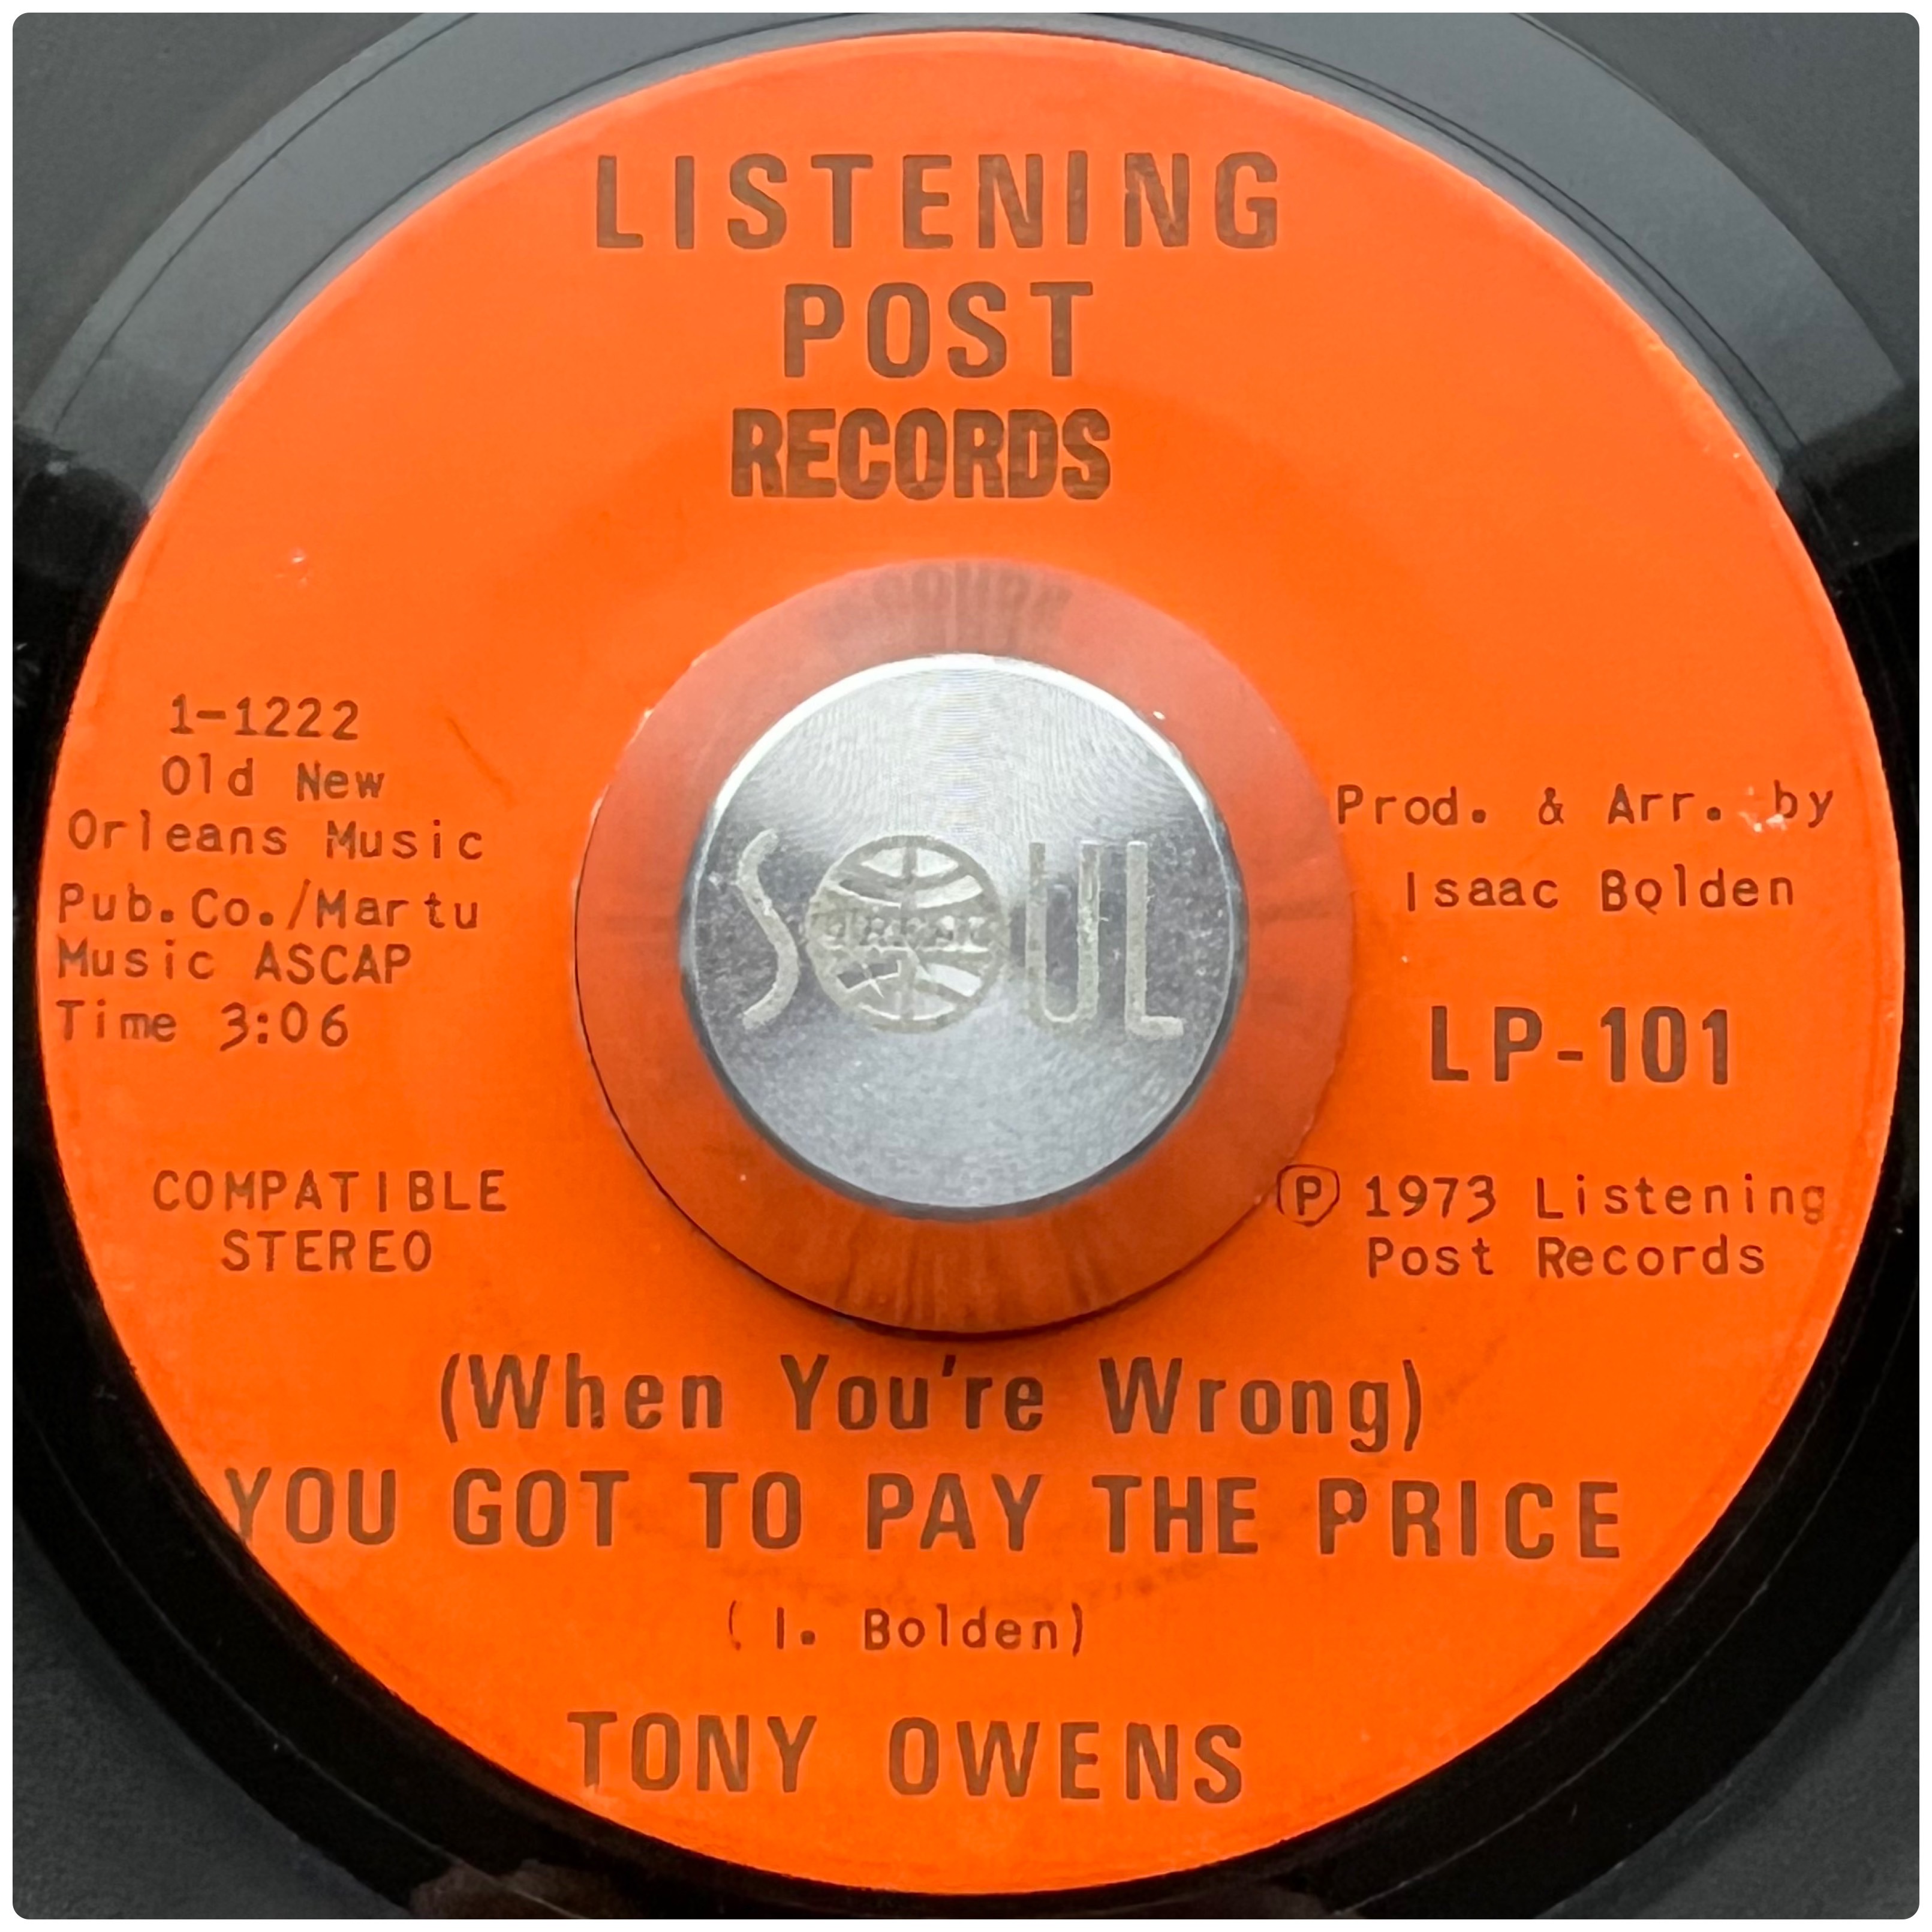 LISTENING
POST
RECORDS
1-1222
Old New
Orleans Music
Pub.Co./Martu
Music ASCAP
Time 3:06
COMPATIBLE
STEREO
SOUL
Prod. & Arr. by
Isaac Bolden
LP-101
Ⓟ 1973 Listening
Post Records
(When You're Wrong)
YOU GOT TO PAY THE PRICE
(I. Bolden)
TONY OWENS